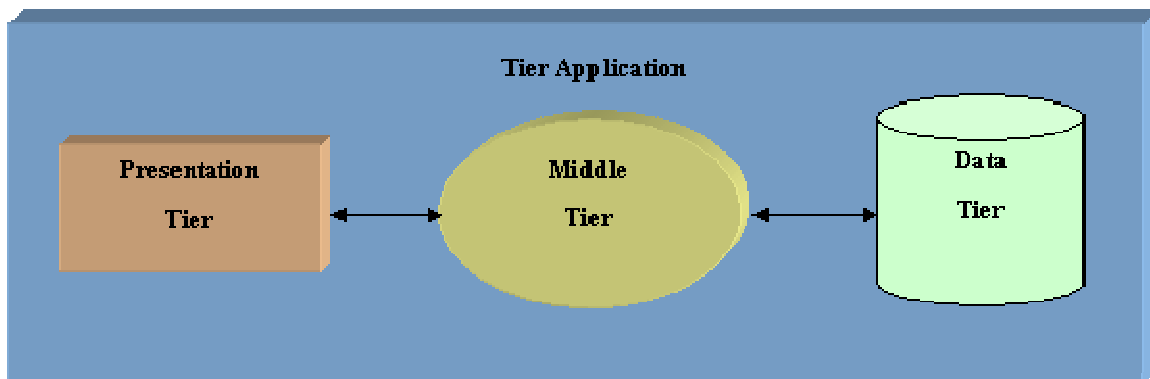 Tier Application
Presentation
Tier
Middle
Tier
Data
Tier